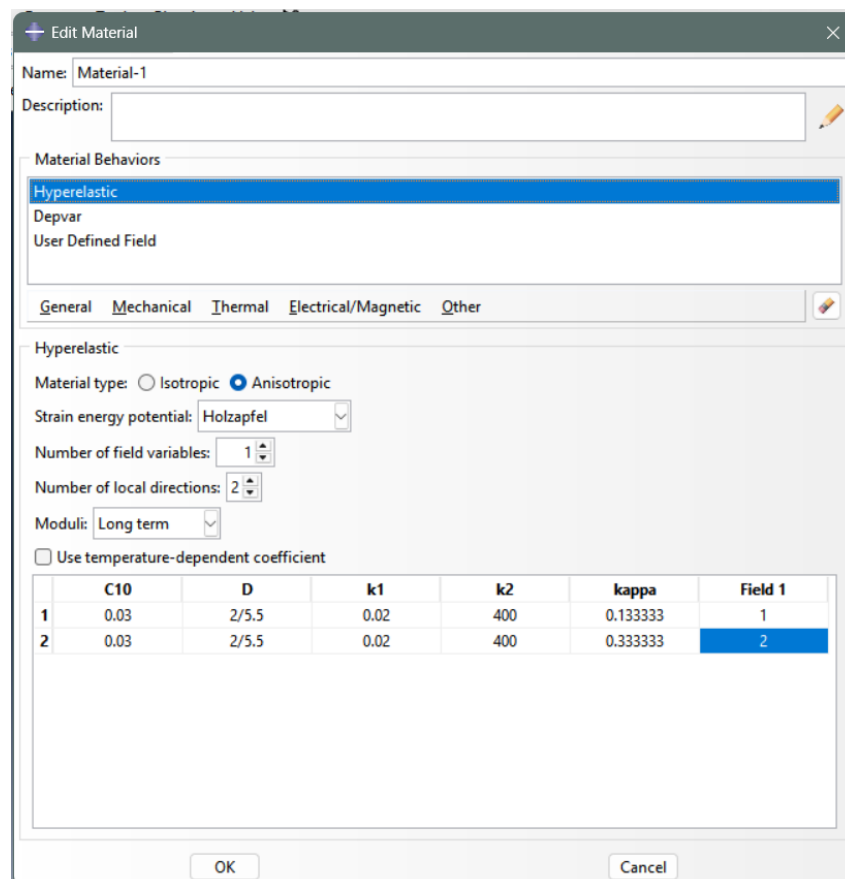 Edit Material
Name: Material-1
Description:
Material Behaviors
Hyperelastic
Depvar
User Defined Field
General Mechanical Thermal Electrical/Magnetic Other
Hyperelastic
Material type: Isotropic Anisotropic
Strain energy potential: Holzapfel
Number of field variables: 1
Number of local directions: 2
Moduli: Long term
Use temperature-dependent coefficient
C10 D k1 k2 kappa Field 1
1 0.03 2/5.5 0.02 400 0.133333 1
2 0.03 2/5.5 0.02 400 0.333333 2
OK Cancel